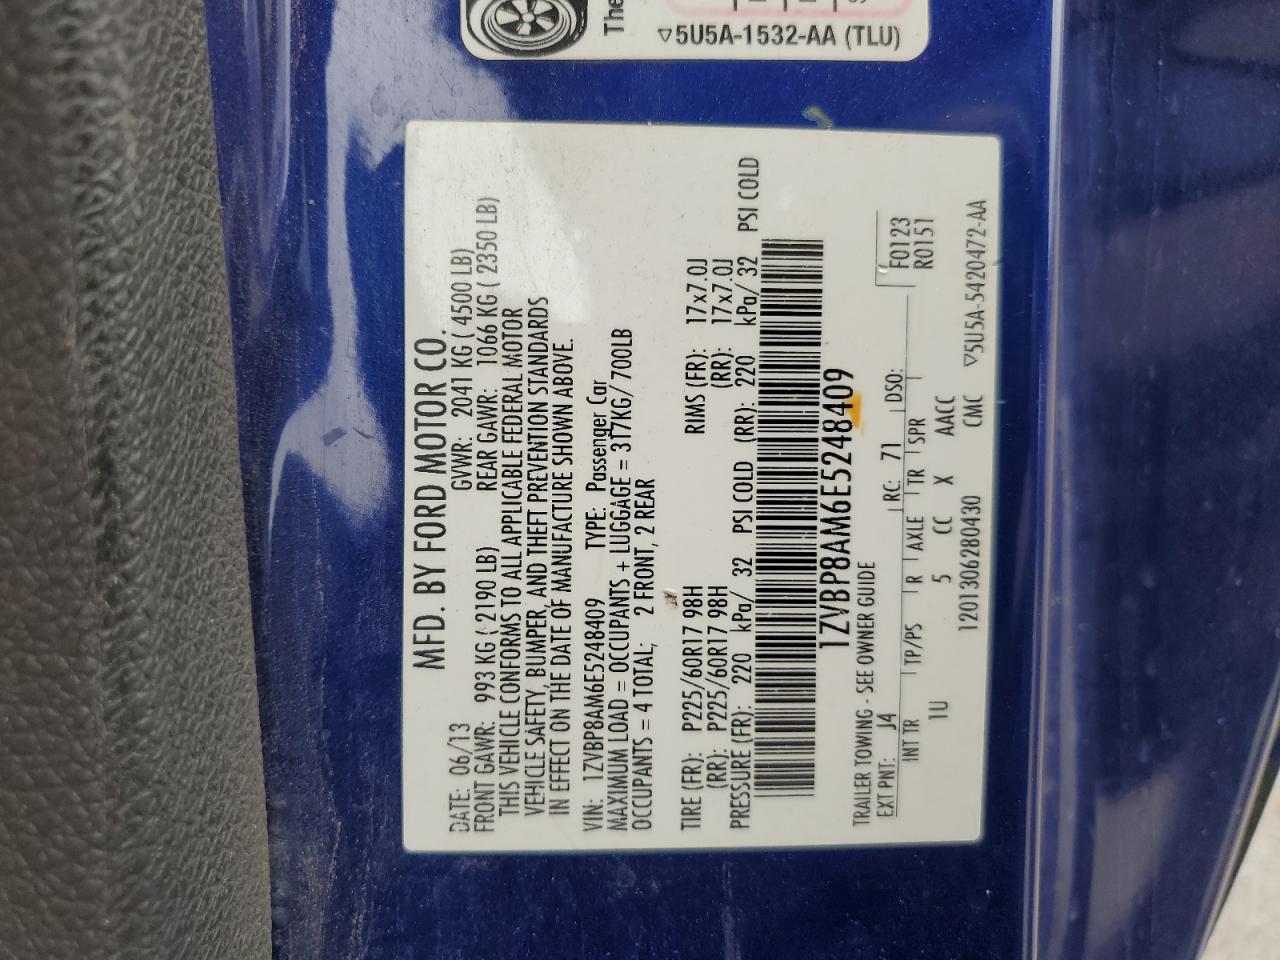 The
▽5U5A-1532-AA (TLU)
MFD. BY FORD MOTOR CO.
DATE: 06/13 GVWR: 2041 KG ( 4500 LB)
FRONT GAWR: 993 KG ( 2190 LB) REAR GAWR: 1066 KG ( 2350 LB)
THIS VEHICLE CONFORMS TO ALL APPLICABLE FEDERAL MOTOR
VEHICLE SAFETY, BUMPER, AND THEFT PREVENTION STANDARDS
IN EFFECT ON THE DATE OF MANUFACTURE SHOWN ABOVE.
VIN: 1ZVBP8AM6E5248409 TYPE: Passenger Car
MAXIMUM LOAD = OCCUPANTS + LUGGAGE = 317KG/ 700LB
OCCUPANTS = 4 TOTAL; 2 FRONT, 2 REAR
TIRE (FR): P225/60R17 98H RIMS (FR): 17x7.0J
(RR): P225/60R17 98H (RR): 17x7.0J
PRESSURE (FR): 220 kPa/ 32 PSI COLD (RR): 220 kPa/ 32 PSI COLD
1ZVBP8AM6E5248409
TRAILER TOWING - SEE OWNER GUIDE
EXT PNT: J4 RC: 71 DSO: F0123
INT TR TP/PS R AXLE TR SPR R0151
1U 5 CC X AACC
1201306280430 CMC ▽5U5A-5420472-AA